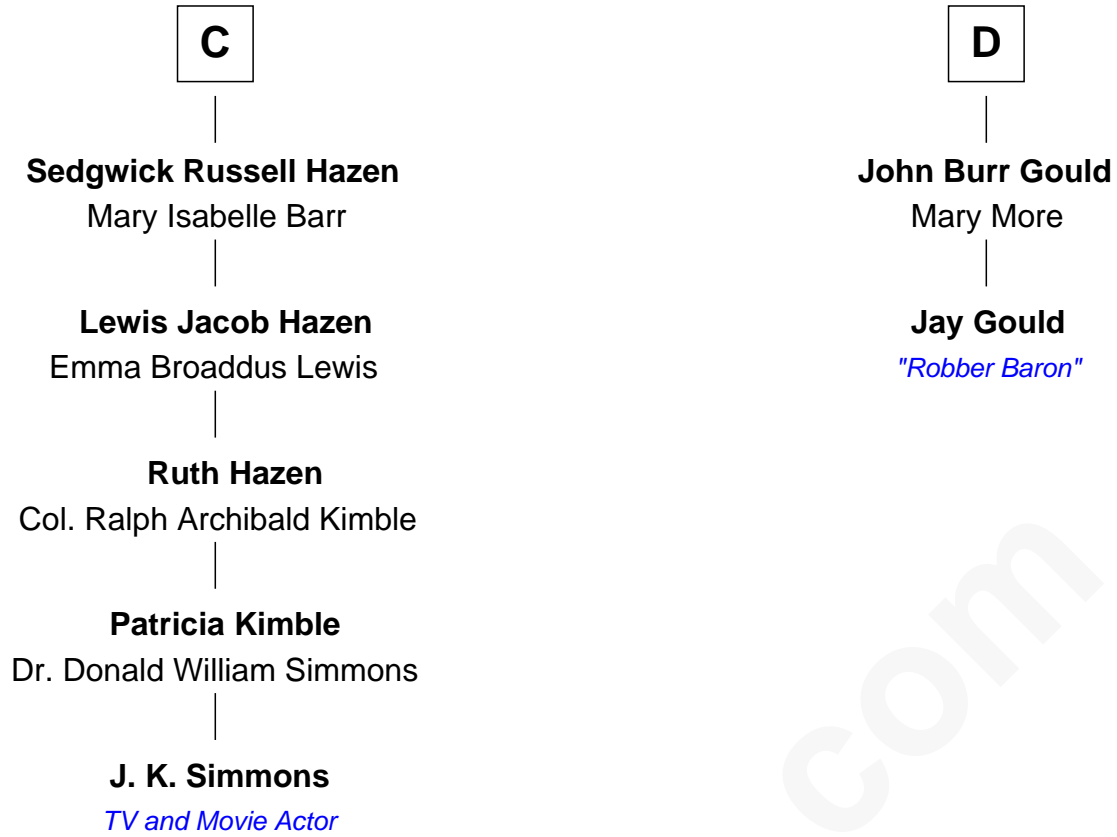 C
Sedgwick Russell Hazen
Mary Isabelle Barr
Lewis Jacob Hazen
Emma Broaddus Lewis
Ruth Hazen
Col. Ralph Archibald Kimble
Patricia Kimble
Dr. Donald William Simmons
J. K. Simmons
TV and Movie Actor
D
John Burr Gould
Mary More
Jay Gould
"Robber Baron"
com